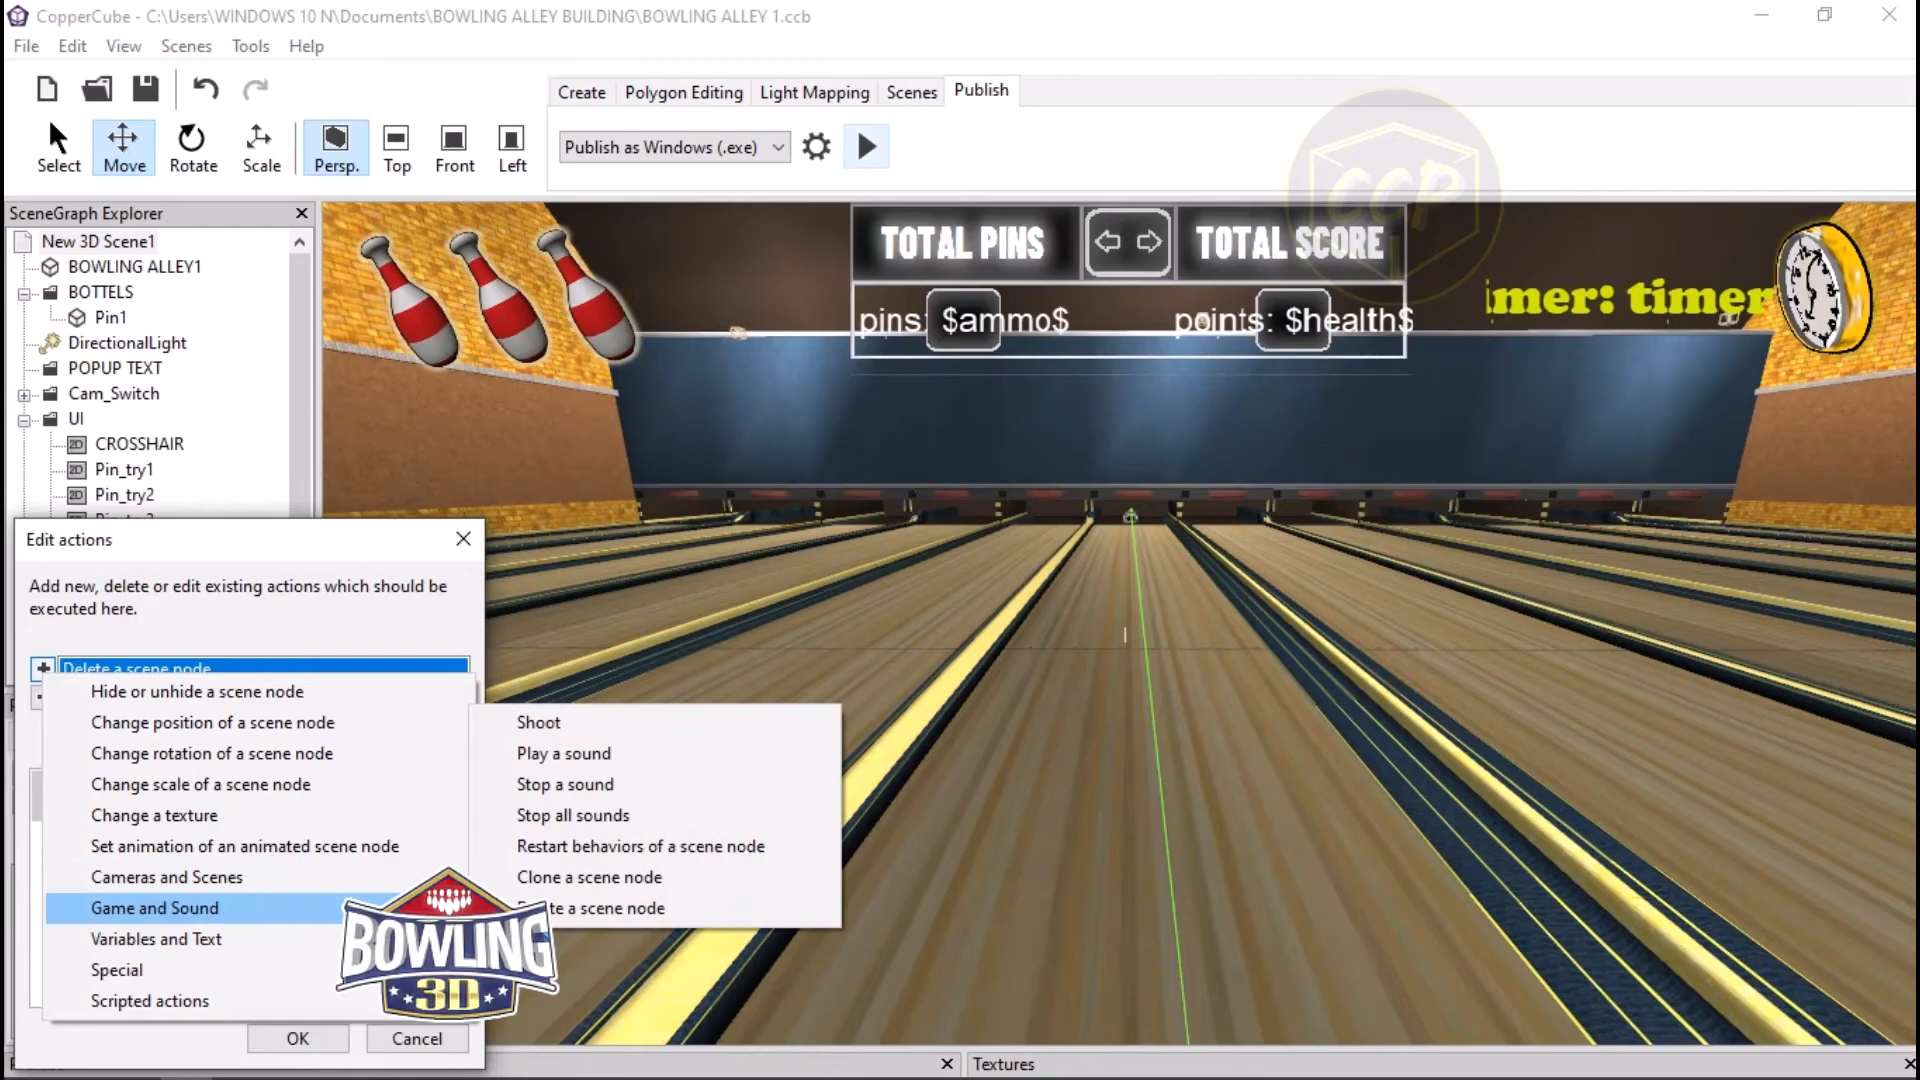 CopperCube - C:\Users\WINDOWS 10 N\Documents\BOWLING ALLEY BUILDING\BOWLING ALLEY 1.ccb
File Edit View Scenes Tools Help
Create Polygon Editing Light Mapping Scenes Publish
Select Move Rotate Scale Persp. Top Front Left
Publish as Windows (.exe)
CCP
SceneGraph Explorer
New 3D Scene1
BOWLING ALLEY1
BOTTELS
Pin1
DirectionalLight
POPUP TEXT
Cam_Switch
UI
2D CROSSHAIR
2D Pin_try1
2D Pin_try2
TOTAL PINS TOTAL SCORE
pins: $ammo$ points: $health$
imer: timer
Edit actions
Add new, delete or edit existing actions which should be
executed here.
Delete a scene node
Hide or unhide a scene node
Change position of a scene node
Change rotation of a scene node
Change scale of a scene node
Change a texture
Set animation of an animated scene node
Cameras and Scenes
Game and Sound
Variables and Text
Special
Scripted actions
Shoot
Play a sound
Stop a sound
Stop all sounds
Restart behaviors of a scene node
Clone a scene node
te a scene node
BOWLING
3D
OK Cancel
Textures